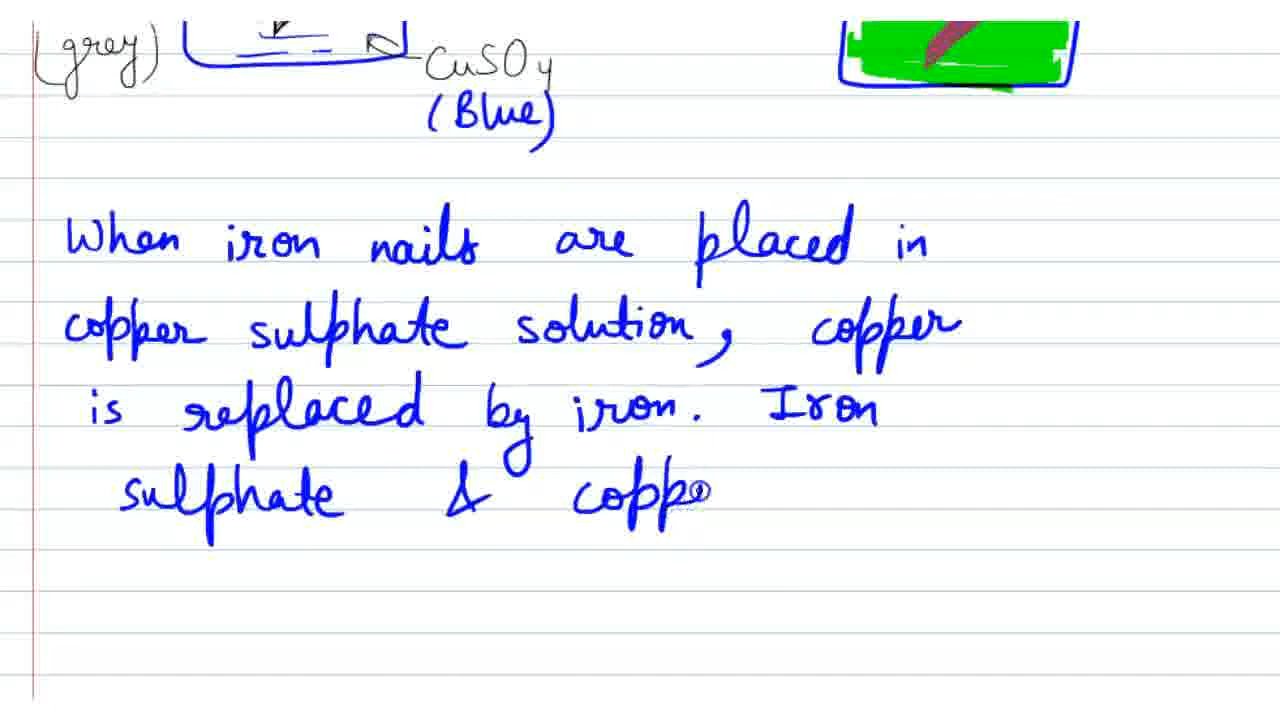 (grey)
CuSO4
(Blue)
When iron nails are placed in
copper sulphate solution, copper
is replaced by iron. Iron
sulphate & coppe